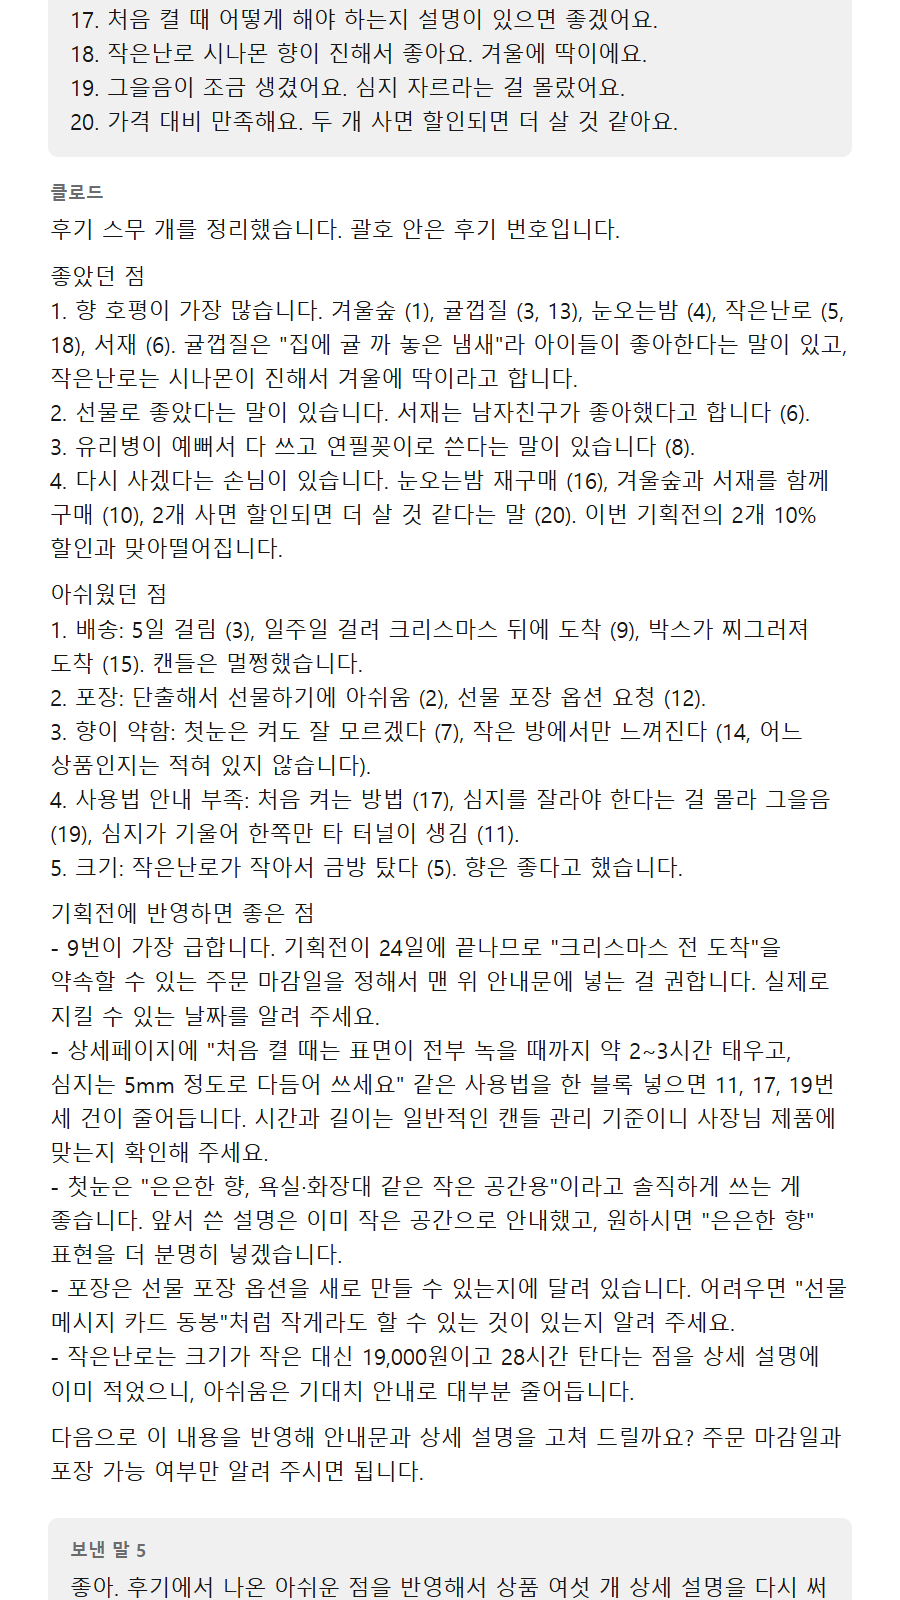 17. 처음 켤 때 어떻게 해야 하는지 설명이 있으면 좋겠어요.
18. 작은난로 시나몬 향이 진해서 좋아요. 겨울에 딱이에요.
19. 그을음이 조금 생겼어요. 심지 자르라는 걸 몰랐어요.
20. 가격 대비 만족해요. 두 개 사면 할인되면 더 살 것 같아요.
클로드
후기 스무 개를 정리했습니다. 괄호 안은 후기 번호입니다.
좋았던 점
1. 향 호평이 가장 많습니다. 겨울숲 (1), 귤껍질 (3, 13), 눈오는밤 (4), 작은난로 (5,
18), 서재 (6). 귤껍질은 "집에 귤 까 놓은 냄새"라 아이들이 좋아한다는 말이 있고,
작은난로는 시나몬이 진해서 겨울에 딱이라고 합니다.
2. 선물로 좋았다는 말이 있습니다. 서재는 남자친구가 좋아했다고 합니다 (6).
3. 유리병이 예뻐서 다 쓰고 연필꽂이로 쓴다는 말이 있습니다 (8).
4. 다시 사겠다는 손님이 있습니다. 눈오는밤 재구매 (16), 겨울숲과 서재를 함께
구매 (10), 2개 사면 할인되면 더 살 것 같다는 말 (20). 이번 기획전의 2개 10%
할인과 맞아떨어집니다.
아쉬웠던 점
1. 배송: 5일 걸림 (3), 일주일 걸려 크리스마스 뒤에 도착 (9), 박스가 찌그러져
도착 (15). 캔들은 멀쩡했습니다.
2. 포장: 단출해서 선물하기에 아쉬움 (2), 선물 포장 옵션 요청 (12).
3. 향이 약함: 첫눈은 켜도 잘 모르겠다 (7), 작은 방에서만 느껴진다 (14, 어느
상품인지는 적혀 있지 않습니다).
4. 사용법 안내 부족: 처음 켜는 방법 (17), 심지를 잘라야 한다는 걸 몰라 그을음
(19), 심지가 기울어 한쪽만 타 터널이 생김 (11).
5. 크기: 작은난로가 작아서 금방 탔다 (5). 향은 좋다고 했습니다.
기획전에 반영하면 좋은 점
- 9번이 가장 급합니다. 기획전이 24일에 끝나므로 "크리스마스 전 도착"을
약속할 수 있는 주문 마감일을 정해서 맨 위 안내문에 넣는 걸 권합니다. 실제로
지킬 수 있는 날짜를 알려 주세요.
- 상세페이지에 "처음 켤 때는 표면이 전부 녹을 때까지 약 2~3시간 태우고,
심지는 5mm 정도로 다듬어 쓰세요" 같은 사용법을 한 블록 넣으면 11, 17, 19번
세 건이 줄어듭니다. 시간과 길이는 일반적인 캔들 관리 기준이니 사장님 제품에
맞는지 확인해 주세요.
- 첫눈은 "은은한 향, 욕실·화장대 같은 작은 공간용"이라고 솔직하게 쓰는 게
좋습니다. 앞서 쓴 설명은 이미 작은 공간으로 안내했고, 원하시면 "은은한 향"
표현을 더 분명히 넣겠습니다.
- 포장은 선물 포장 옵션을 새로 만들 수 있는지에 달려 있습니다. 어려우면 "선물
메시지 카드 동봉"처럼 작게라도 할 수 있는 것이 있는지 알려 주세요.
- 작은난로는 크기가 작은 대신 19,000원이고 28시간 탄다는 점을 상세 설명에
이미 적었으니, 아쉬움은 기대치 안내로 대부분 줄어듭니다.
다음으로 이 내용을 반영해 안내문과 상세 설명을 고쳐 드릴까요? 주문 마감일과
포장 가능 여부만 알려 주시면 됩니다.
보낸 말 5
좋아. 후기에서 나온 아쉬운 점을 반영해서 상품 여섯 개 상세 설명을 다시 써